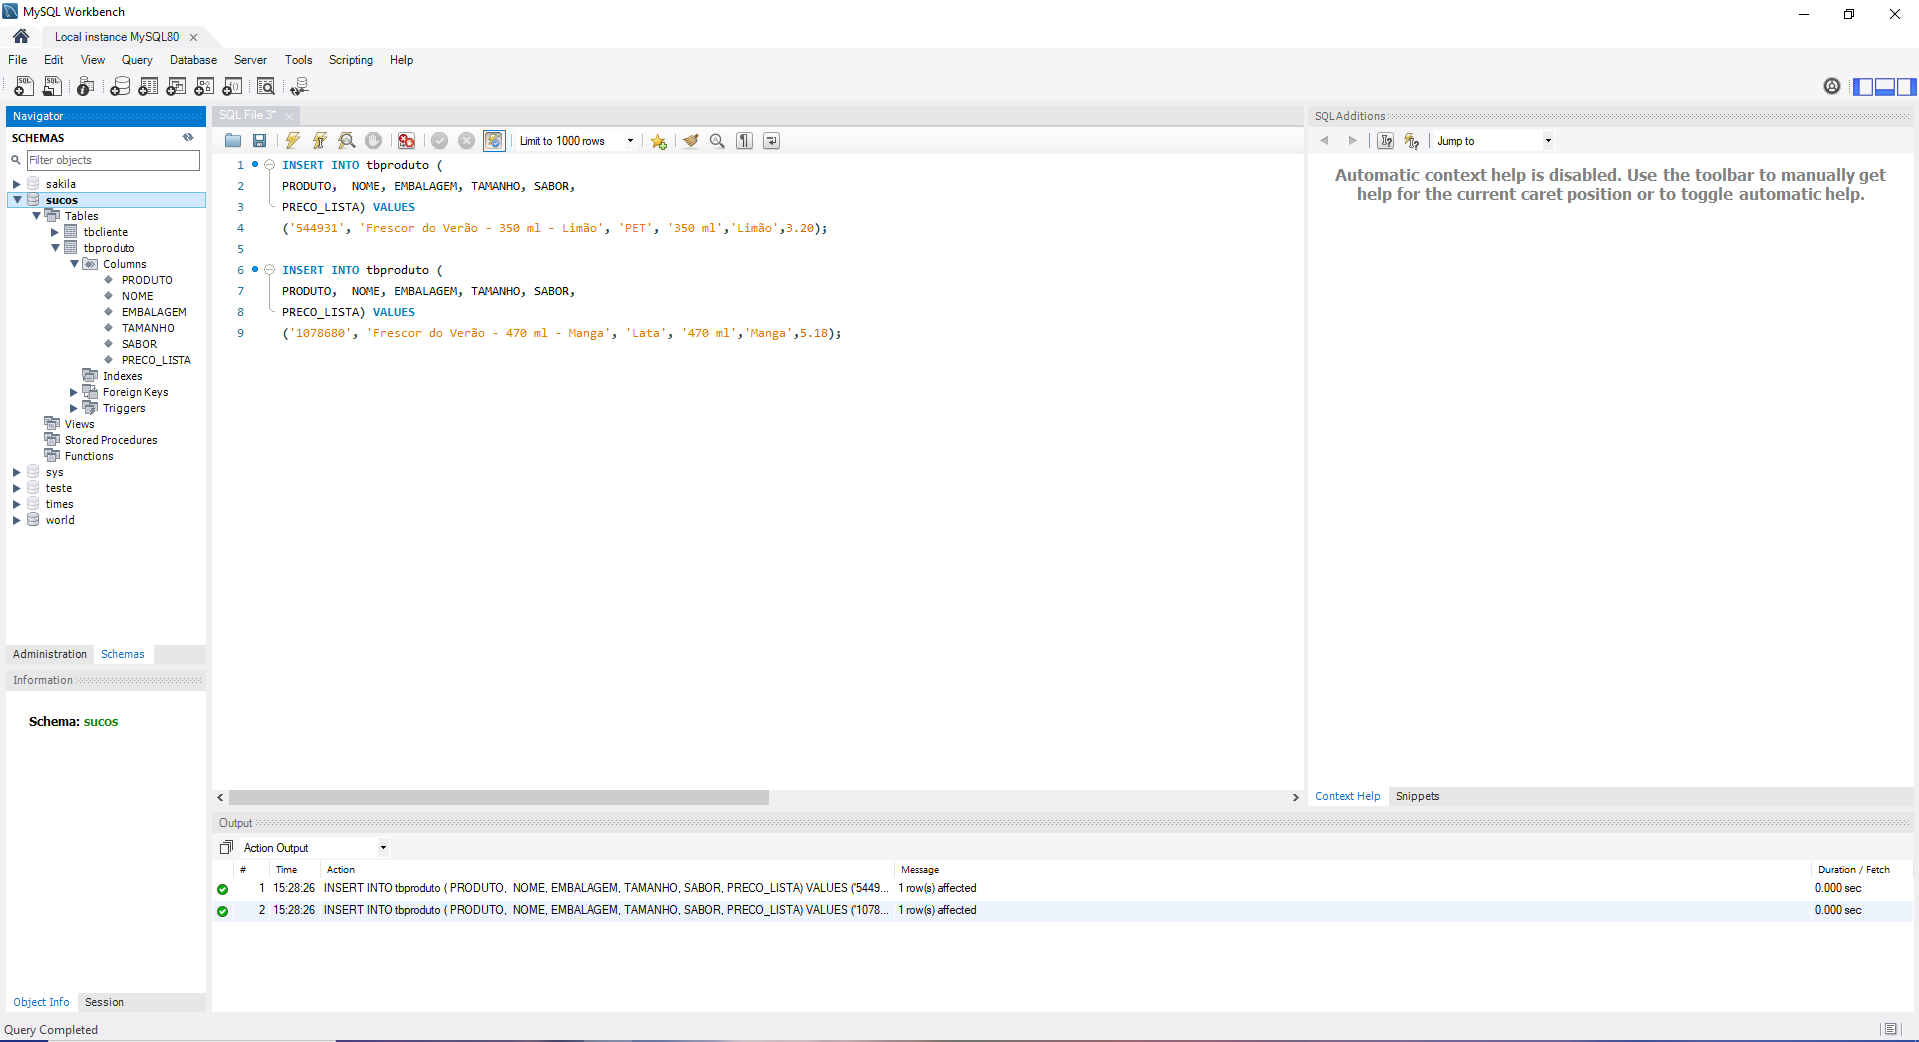 MySQL Workbench
Local instance MySQL80
File Edit View Query Database Server Tools Scripting Help
Navigator
SCHEMAS
Filter objects
sakila
sucos
Tables
tbcliente
tbproduto
Columns
PRODUTO
NOME
EMBALAGEM
TAMANHO
SABOR
PRECO_LISTA
Indexes
Foreign Keys
Triggers
Views
Stored Procedures
Functions
sys
teste
times
world
Administration Schemas
Information
Schema: sucos
Object Info Session
SQL File 3*
Limit to 1000 rows
1 INSERT INTO tbproduto (
2 PRODUTO,  NOME, EMBALAGEM, TAMANHO, SABOR,
3 PRECO_LISTA) VALUES
4 ('544931', 'Frescor do Verão - 350 ml - Limão', 'PET', '350 ml','Limão',3.20);
5
6 INSERT INTO tbproduto (
7 PRODUTO,  NOME, EMBALAGEM, TAMANHO, SABOR,
8 PRECO_LISTA) VALUES
9 ('1078680', 'Frescor do Verão - 470 ml - Manga', 'Lata', '470 ml','Manga',5.18);
SQLAdditions
Jump to
Automatic context help is disabled. Use the toolbar to manually get
help for the current caret position or to toggle automatic help.
Context Help Snippets
Output
Action Output
# Time Action Message Duration / Fetch
1 15:28:26 INSERT INTO tbproduto ( PRODUTO,  NOME, EMBALAGEM, TAMANHO, SABOR, PRECO_LISTA) VALUES ('5449... 1 row(s) affected 0.000 sec
2 15:28:26 INSERT INTO tbproduto ( PRODUTO,  NOME, EMBALAGEM, TAMANHO, SABOR, PRECO_LISTA) VALUES ('1078... 1 row(s) affected 0.000 sec
Query Completed